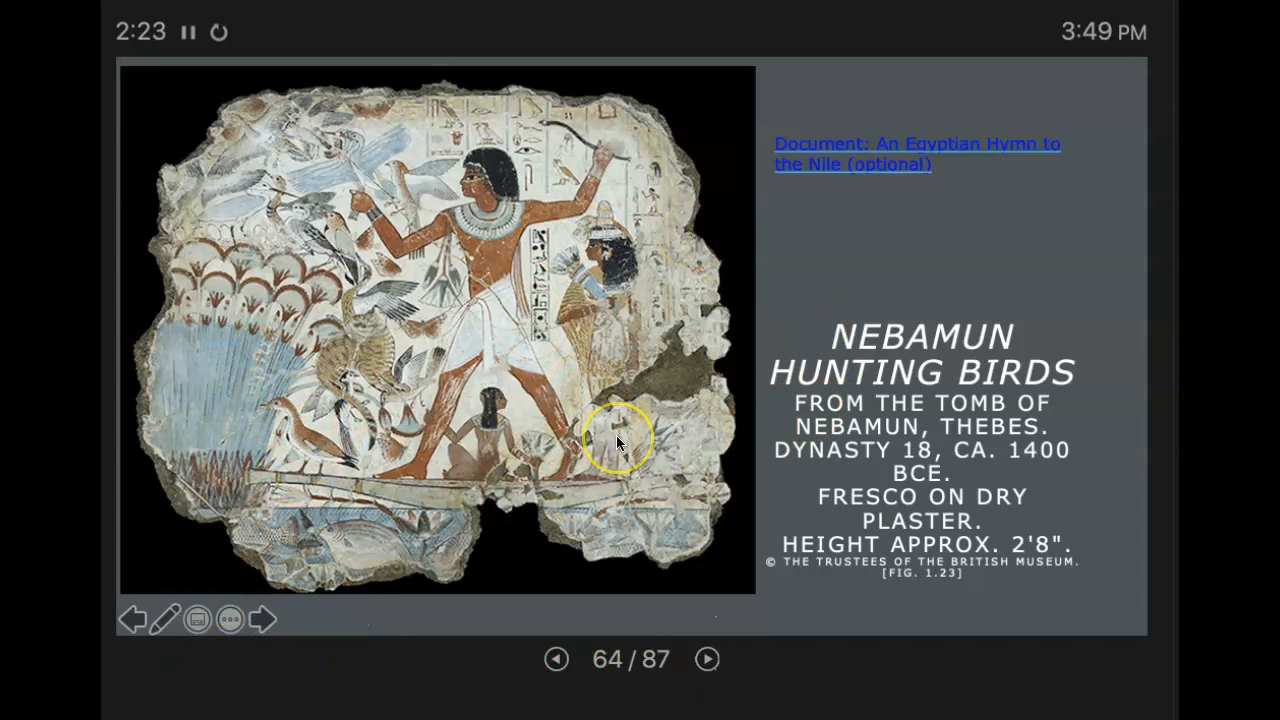 2:23
3:49 PM
Document: An Egyptian Hymn to
the Nile (optional)
NEBAMUN
HUNTING BIRDS
FROM THE TOMB OF
NEBAMUN, THEBES.
DYNASTY 18, CA. 1400
BCE.
FRESCO ON DRY
PLASTER.
HEIGHT APPROX. 2'8".
© THE TRUSTEES OF THE BRITISH MUSEUM.
[FIG. 1.23]
64 / 87